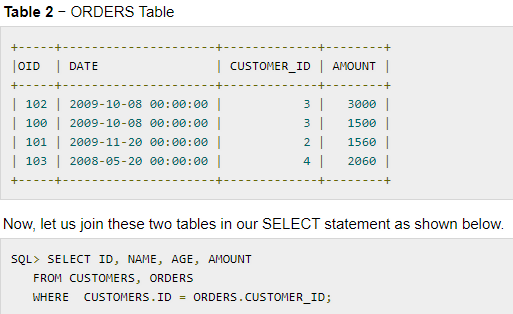 Table 2 − ORDERS Table
+-----+---------------------+-------------+--------+
|OID  | DATE                | CUSTOMER_ID | AMOUNT |
+-----+---------------------+-------------+--------+
| 102 | 2009-10-08 00:00:00 |           3 |   3000 |
| 100 | 2009-10-08 00:00:00 |           3 |   1500 |
| 101 | 2009-11-20 00:00:00 |           2 |   1560 |
| 103 | 2008-05-20 00:00:00 |           4 |   2060 |
+-----+---------------------+-------------+--------+
Now, let us join these two tables in our SELECT statement as shown below.
SQL> SELECT ID, NAME, AGE, AMOUNT
   FROM CUSTOMERS, ORDERS
   WHERE  CUSTOMERS.ID = ORDERS.CUSTOMER_ID;